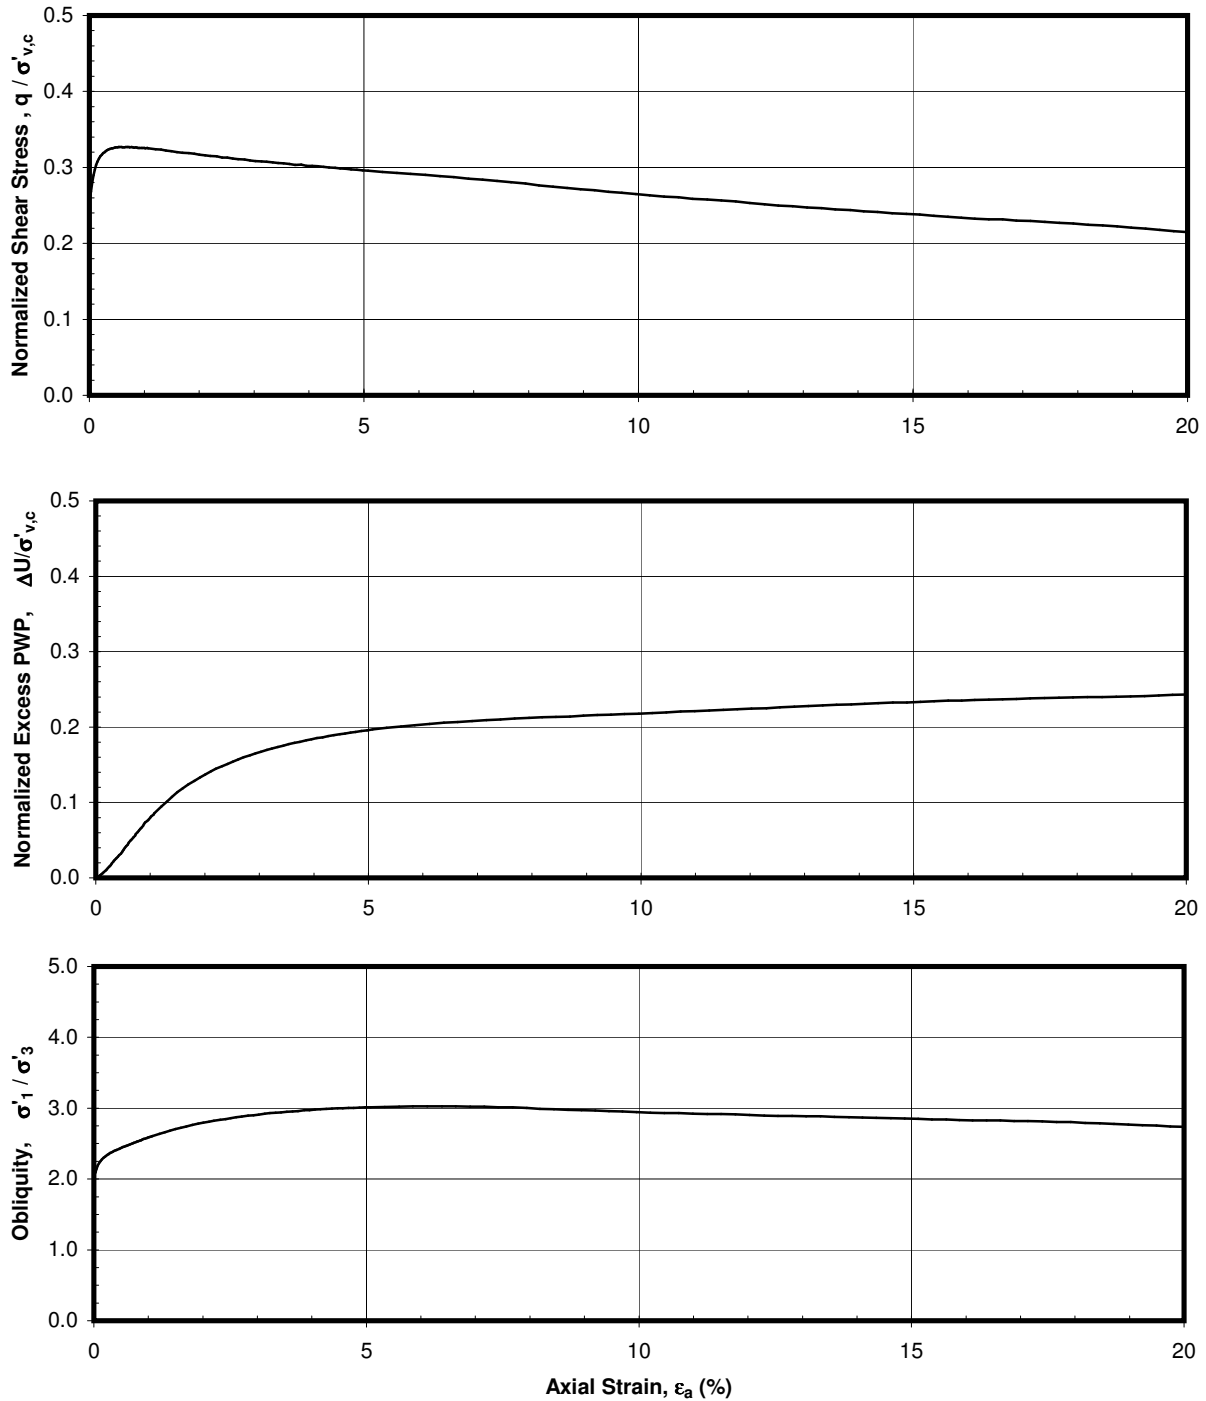 Normalized Shear Stress , q / σ'v,c
0.5
0.4
0.3
0.2
0.1
0.0
0 5 10 15 20
Normalized Excess PWP, ΔU/σ'v,c
0.5
0.4
0.3
0.2
0.1
0.0
0 5 10 15 20
Obliquity, σ'1 / σ'3
5.0
4.0
3.0
2.0
1.0
0.0
0 5 10 15 20
Axial Strain, εa (%)